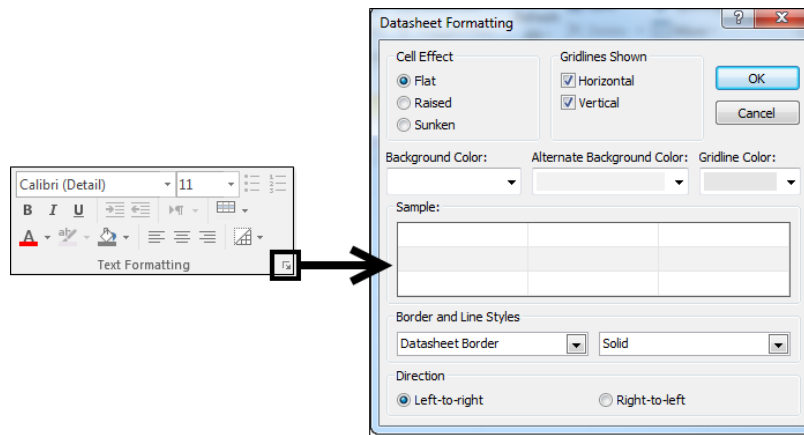 Datasheet Formatting
Cell Effect
Flat
Raised
Sunken
Gridlines Shown
Horizontal
Vertical
OK
Cancel
Background Color: Alternate Background Color: Gridline Color:
Sample:
Border and Line Styles
Datasheet Border Solid
Direction
Left-to-right Right-to-left
Calibri (Detail) 11
B I U
A ab
Text Formatting